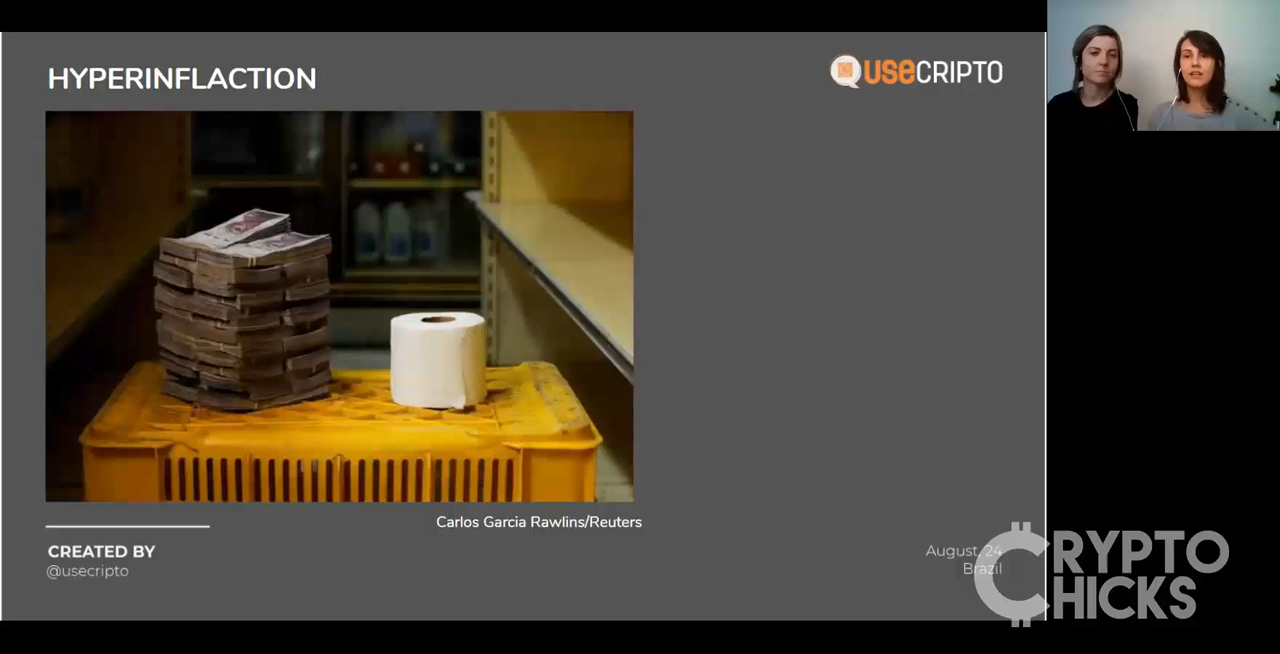 HYPERINFLACTION
USECRIPTO
Carlos Garcia Rawlins/Reuters
CREATED BY
@usecripto
August, 24
Brazil
CRYPTO
CHICKS